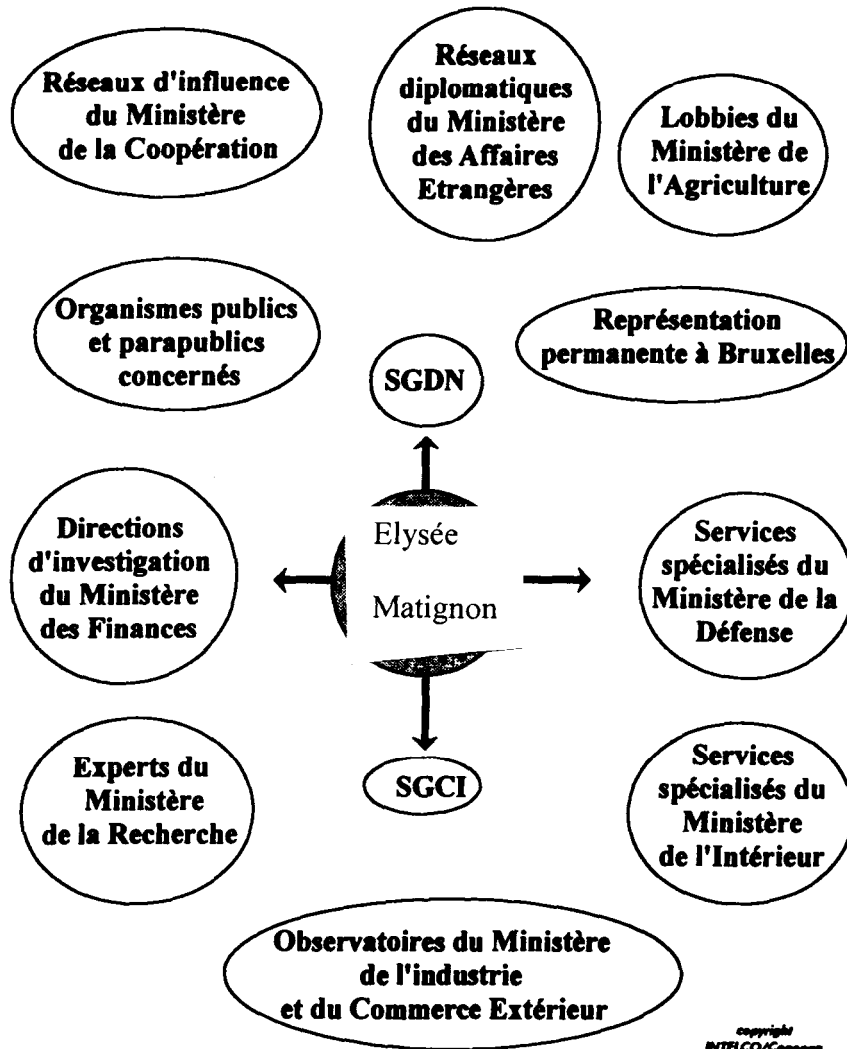 Réseaux d'influence
du Ministère
de la Coopération
Réseaux
diplomatiques
du Ministère
des Affaires
Etrangères
Lobbies du
Ministère de
l'Agriculture
Organismes publics
et parapublics
concernés
SGDN
Représentation
permanente à Bruxelles
Directions
d'investigation
du Ministère
des Finances
Elysée
Matignon
Services
spécialisés du
Ministère de la
Défense
Experts du
Ministère
de la Recherche
SGCI
Services
spécialisés du
Ministère
de l'Intérieur
Observatoires du Ministère
de l'industrie
et du Commerce Extérieur
copyright